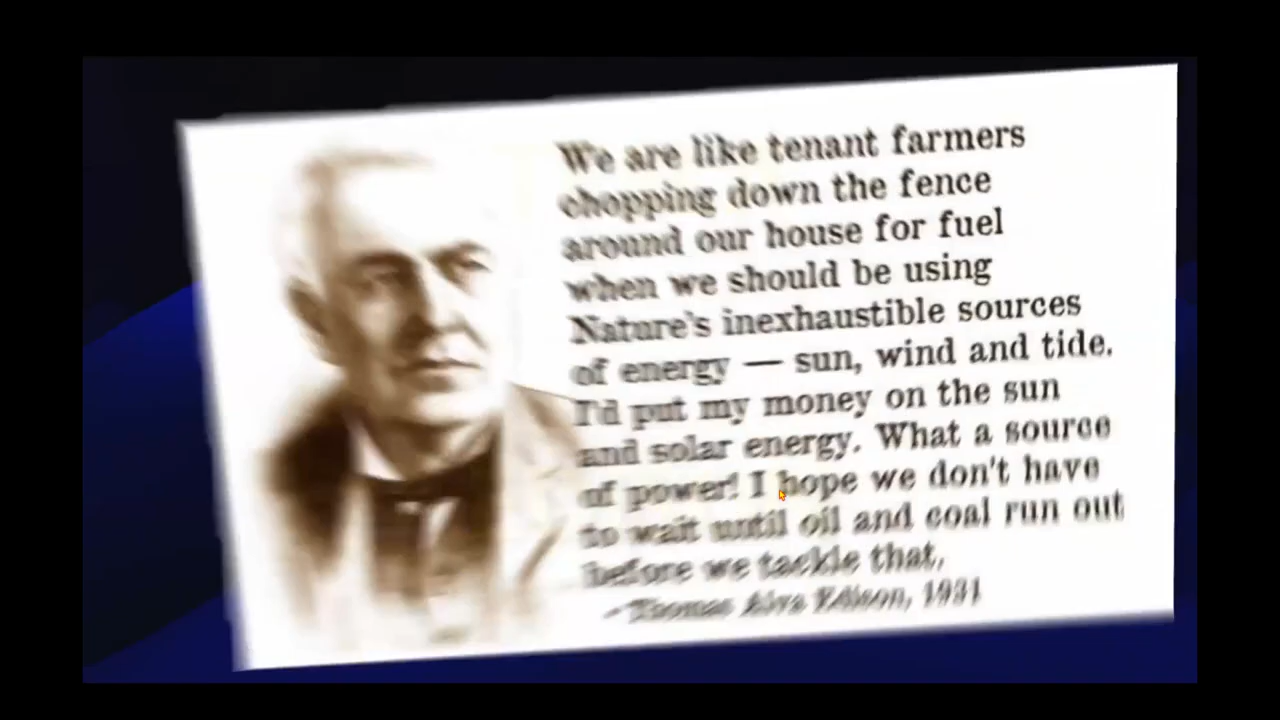 We are like tenant farmers
chopping down the fence
around our house for fuel
when we should be using
Nature's inexhaustible sources
of energy — sun, wind and tide.
I'd put my money on the sun
and solar energy. What a source
of power! I hope we don't have
to wait until oil and coal run out
before we tackle that.
- Thomas Alva Edison, 1931